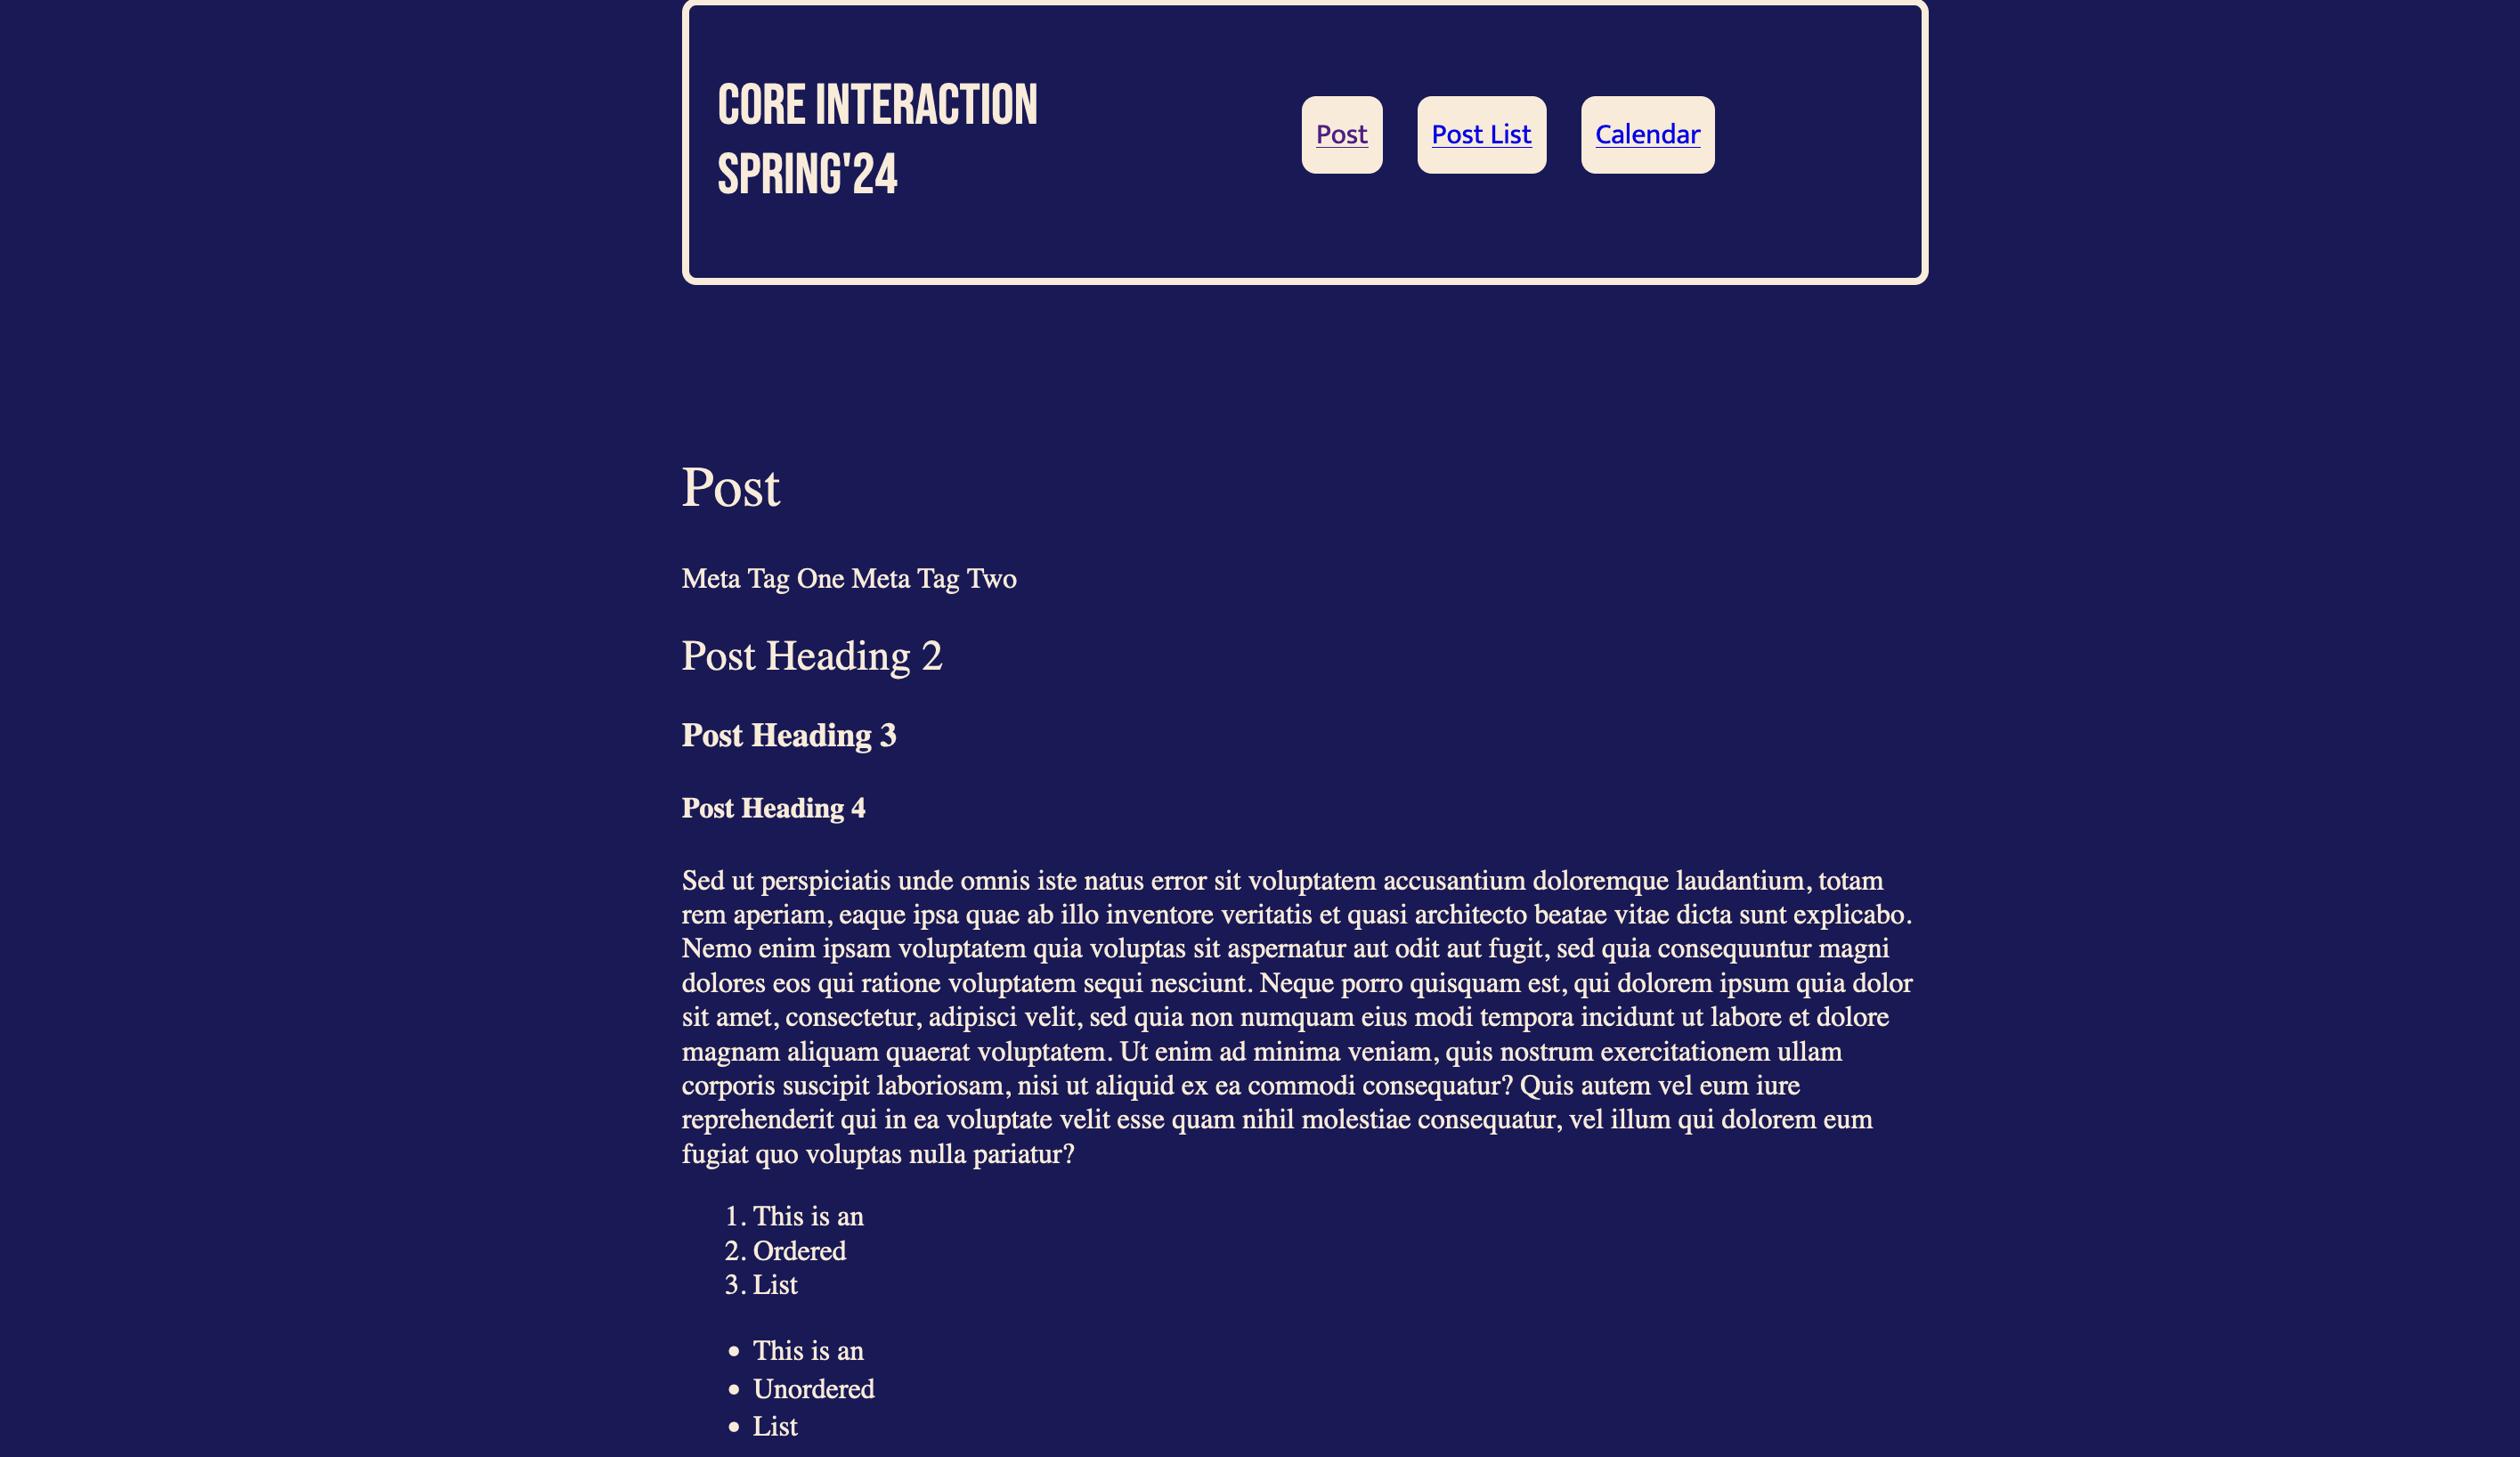 CORE INTERACTION
SPRING'24
Post
Post List
Calendar
Post
Meta Tag One Meta Tag Two
Post Heading 2
Post Heading 3
Post Heading 4
Sed ut perspiciatis unde omnis iste natus error sit voluptatem accusantium doloremque laudantium, totam
rem aperiam, eaque ipsa quae ab illo inventore veritatis et quasi architecto beatae vitae dicta sunt explicabo.
Nemo enim ipsam voluptatem quia voluptas sit aspernatur aut odit aut fugit, sed quia consequuntur magni
dolores eos qui ratione voluptatem sequi nesciunt. Neque porro quisquam est, qui dolorem ipsum quia dolor
sit amet, consectetur, adipisci velit, sed quia non numquam eius modi tempora incidunt ut labore et dolore
magnam aliquam quaerat voluptatem. Ut enim ad minima veniam, quis nostrum exercitationem ullam
corporis suscipit laboriosam, nisi ut aliquid ex ea commodi consequatur? Quis autem vel eum iure
reprehenderit qui in ea voluptate velit esse quam nihil molestiae consequatur, vel illum qui dolorem eum
fugiat quo voluptas nulla pariatur?
1. This is an
2. Ordered
3. List
• This is an
• Unordered
• List